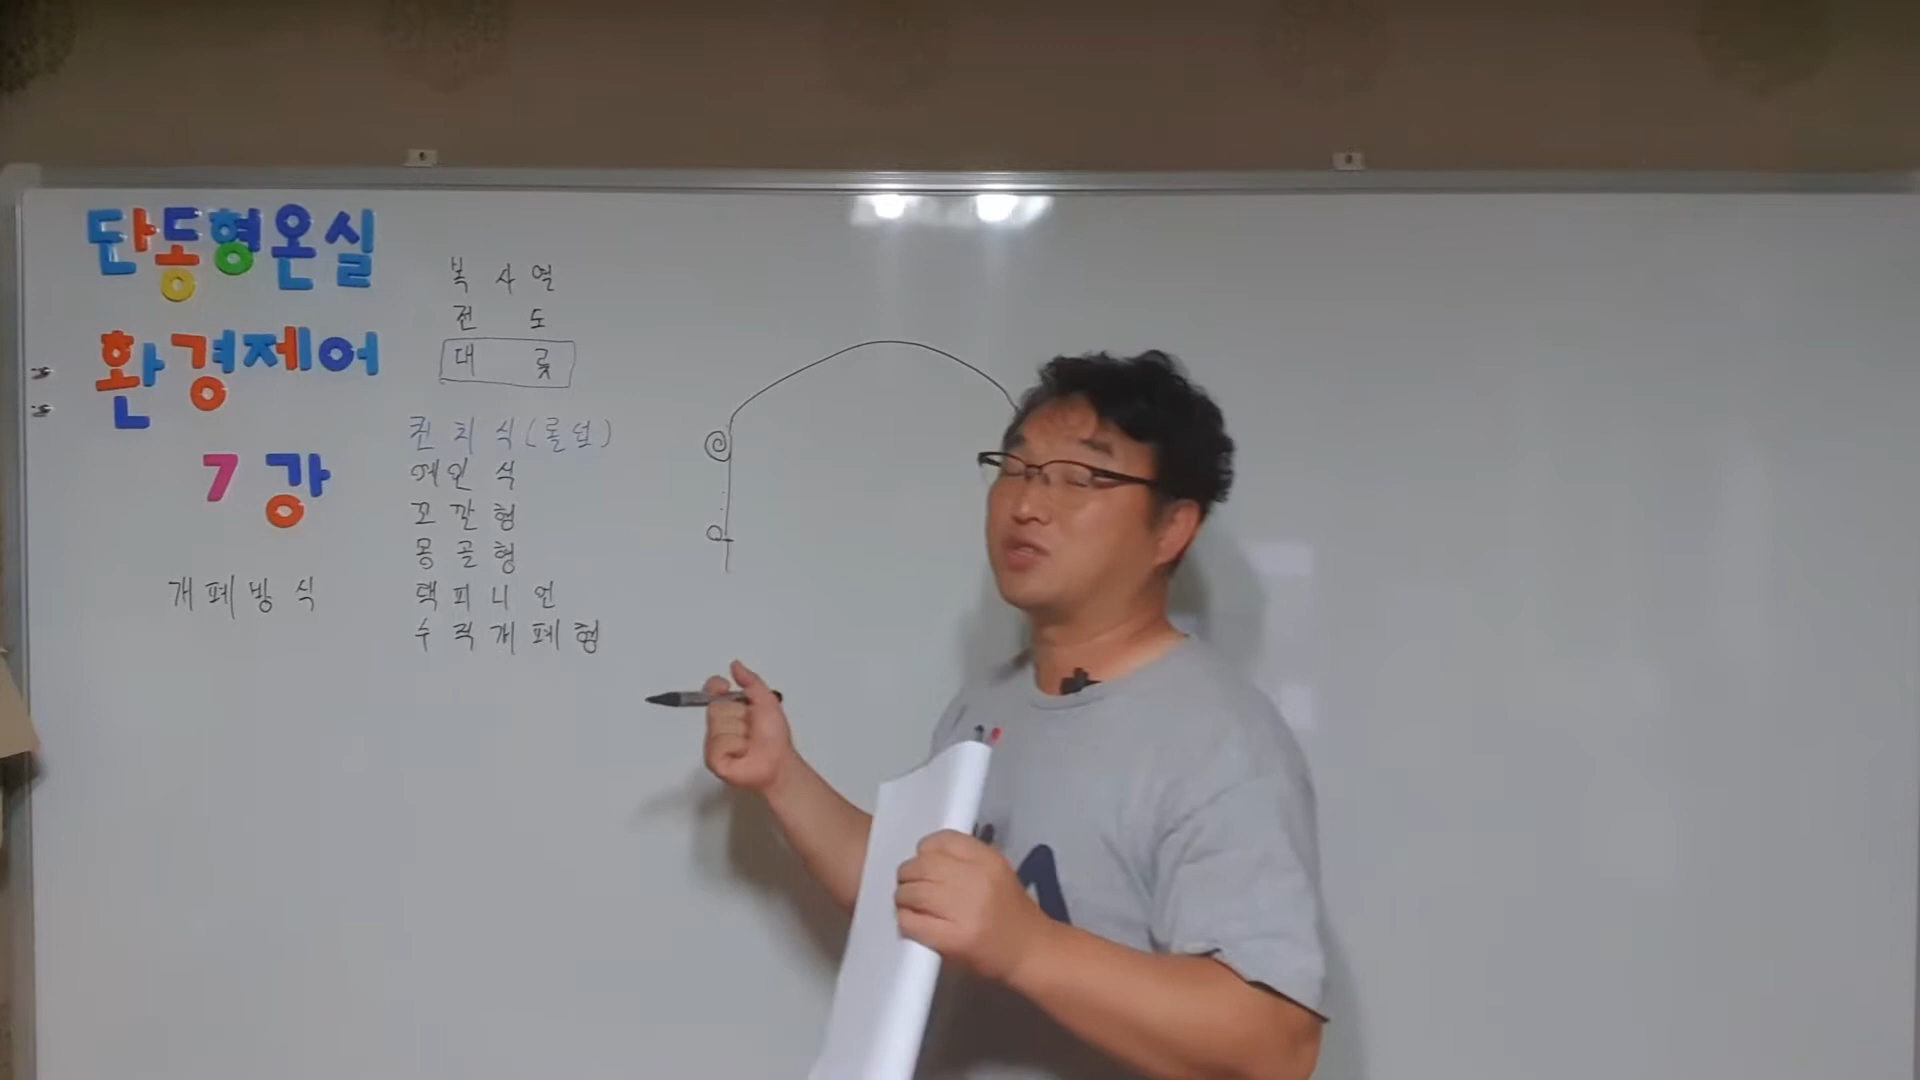 단동형온실
환경제어
7강
개폐방식
복사열
전도
대류
권취식(롤업)
예인식
꼬깔형
몽골형
랙피니언
수직개폐형